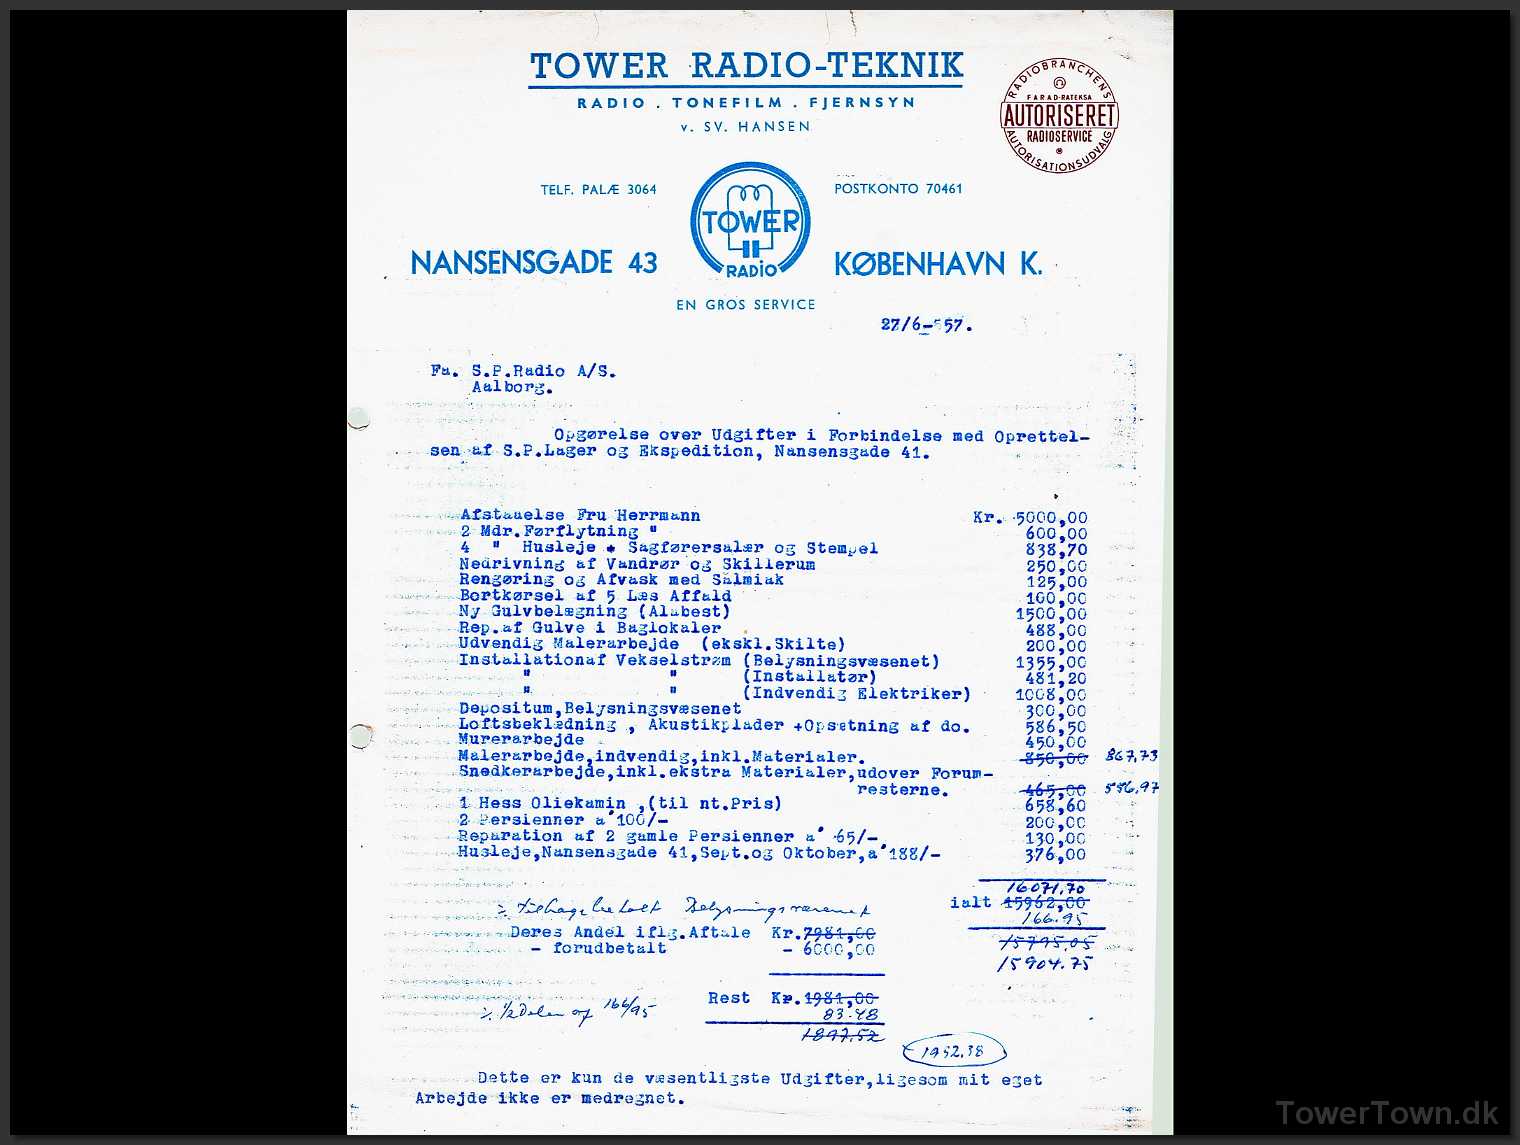 TOWER RADIO-TEKNIK
RADIO . TONEFILM . FJERNSYN
v. SV. HANSEN
RADIOBRANCHENS
FARAD-RATEKSA
AUTORISERET
RADIOSERVICE
AUTORISATIONSUDVALG
TELF. PALÆ 3064
POSTKONTO 70461
TOWER
RADIO
NANSENSGADE 43
KØBENHAVN K.
EN GROS SERVICE
27/6-57.
Fa. S.P.Radio A/S.
Aalborg.
Opgørelse over Udgifter i Forbindelse med Oprettel-
sen af S.P.Lager og Ekspedition, Nansensgade 41.
Afstaaelse Fru Herrmann Kr. 5000,00
2 Mdr.Førflytning " 600,00
4 " Husleje + Sagførersalær og Stempel 838,70
Nedrivning af Vandrør og Skillerum 250,00
Rengøring og Afvask med Salmiak 125,00
Bortkørsel af 5 Læs Affald 100,00
Ny Gulvbelægning (Alabest) 1500,00
Rep.af Gulve i Baglokaler 488,00
Udvendig Malerarbejde (ekskl.Skilte) 200,00
Installationaf Vekselstrøm (Belysningsvæsenet) 1355,00
" " (Installatør) 481,20
" " (Indvendig Elektriker) 1008,00
Depositum,Belysningsvæsenet 300,00
Loftsbeklædning , Akustikplader +Opsætning af do. 586,50
Murerarbejde 450,00
Malerarbejde,indvendig,inkl.Materialer. 850,00 867,73
Snedkerarbejde,inkl.ekstra Materialer,udover Forum-
resterne. 465,00 556,97
1 Hess Oliekamin ,(til nt.Pris) 658,60
2 Persienner a'100/- 200,00
Reparation af 2 gamle Persienner a' 65/- 130,00
Husleje,Nansensgade 41,Sept.og Oktober,a'188/- 376,00
16071.70
ialt 15962,00
÷ tilbagebetalt Belysningsvæsenet 166.95
Deres Andel iflg.Aftale Kr.7981,00 15795.05
- forudbetalt - 6000,00
15904.75
Rest Kr.1981,00
÷ 1/2 Delen af 166/95 83.48
1897.52
1952.38
Dette er kun de væsentligste Udgifter,ligesom mit eget
Arbejde ikke er medregnet.
TowerTown.dk